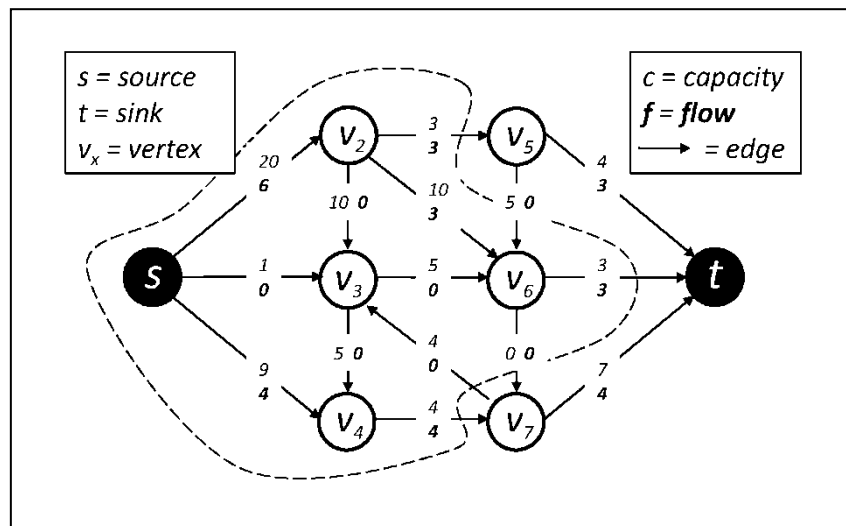 s = source
t = sink
vx = vertex
c = capacity
f = flow
= edge
v2
3
3
v5
20
6
4
3
10 0
10
3
5 0
s
1
0
v3
5
0
v6
3
3
t
5 0
4
0
0 0
9
4
7
4
v4
4
4
v7